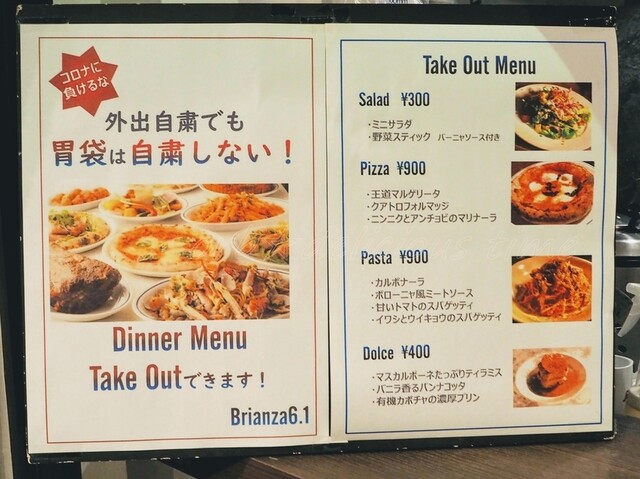 コロナに
負けるな
外出自粛でも
胃袋は自粛しない！
Dinner Menu
Take Outできます！
Brianza6.1
Take Out Menu
Salad ¥300
・ミニサラダ
・野菜スティック バーニャソース付き
Pizza ¥900
・王道マルゲリータ
・クアトロフォルマッジ
・ニンニクとアンチョビのマリナーラ
Pasta ¥900
・カルボナーラ
・ボローニャ風ミートソース
・甘いトマトのスパゲッティ
・イワシとウイキョウのスパゲッティ
Dolce ¥400
・マスカルポーネたっぷりティラミス
・バニラ香るパンナコッタ
・有機カボチャの濃厚プリン